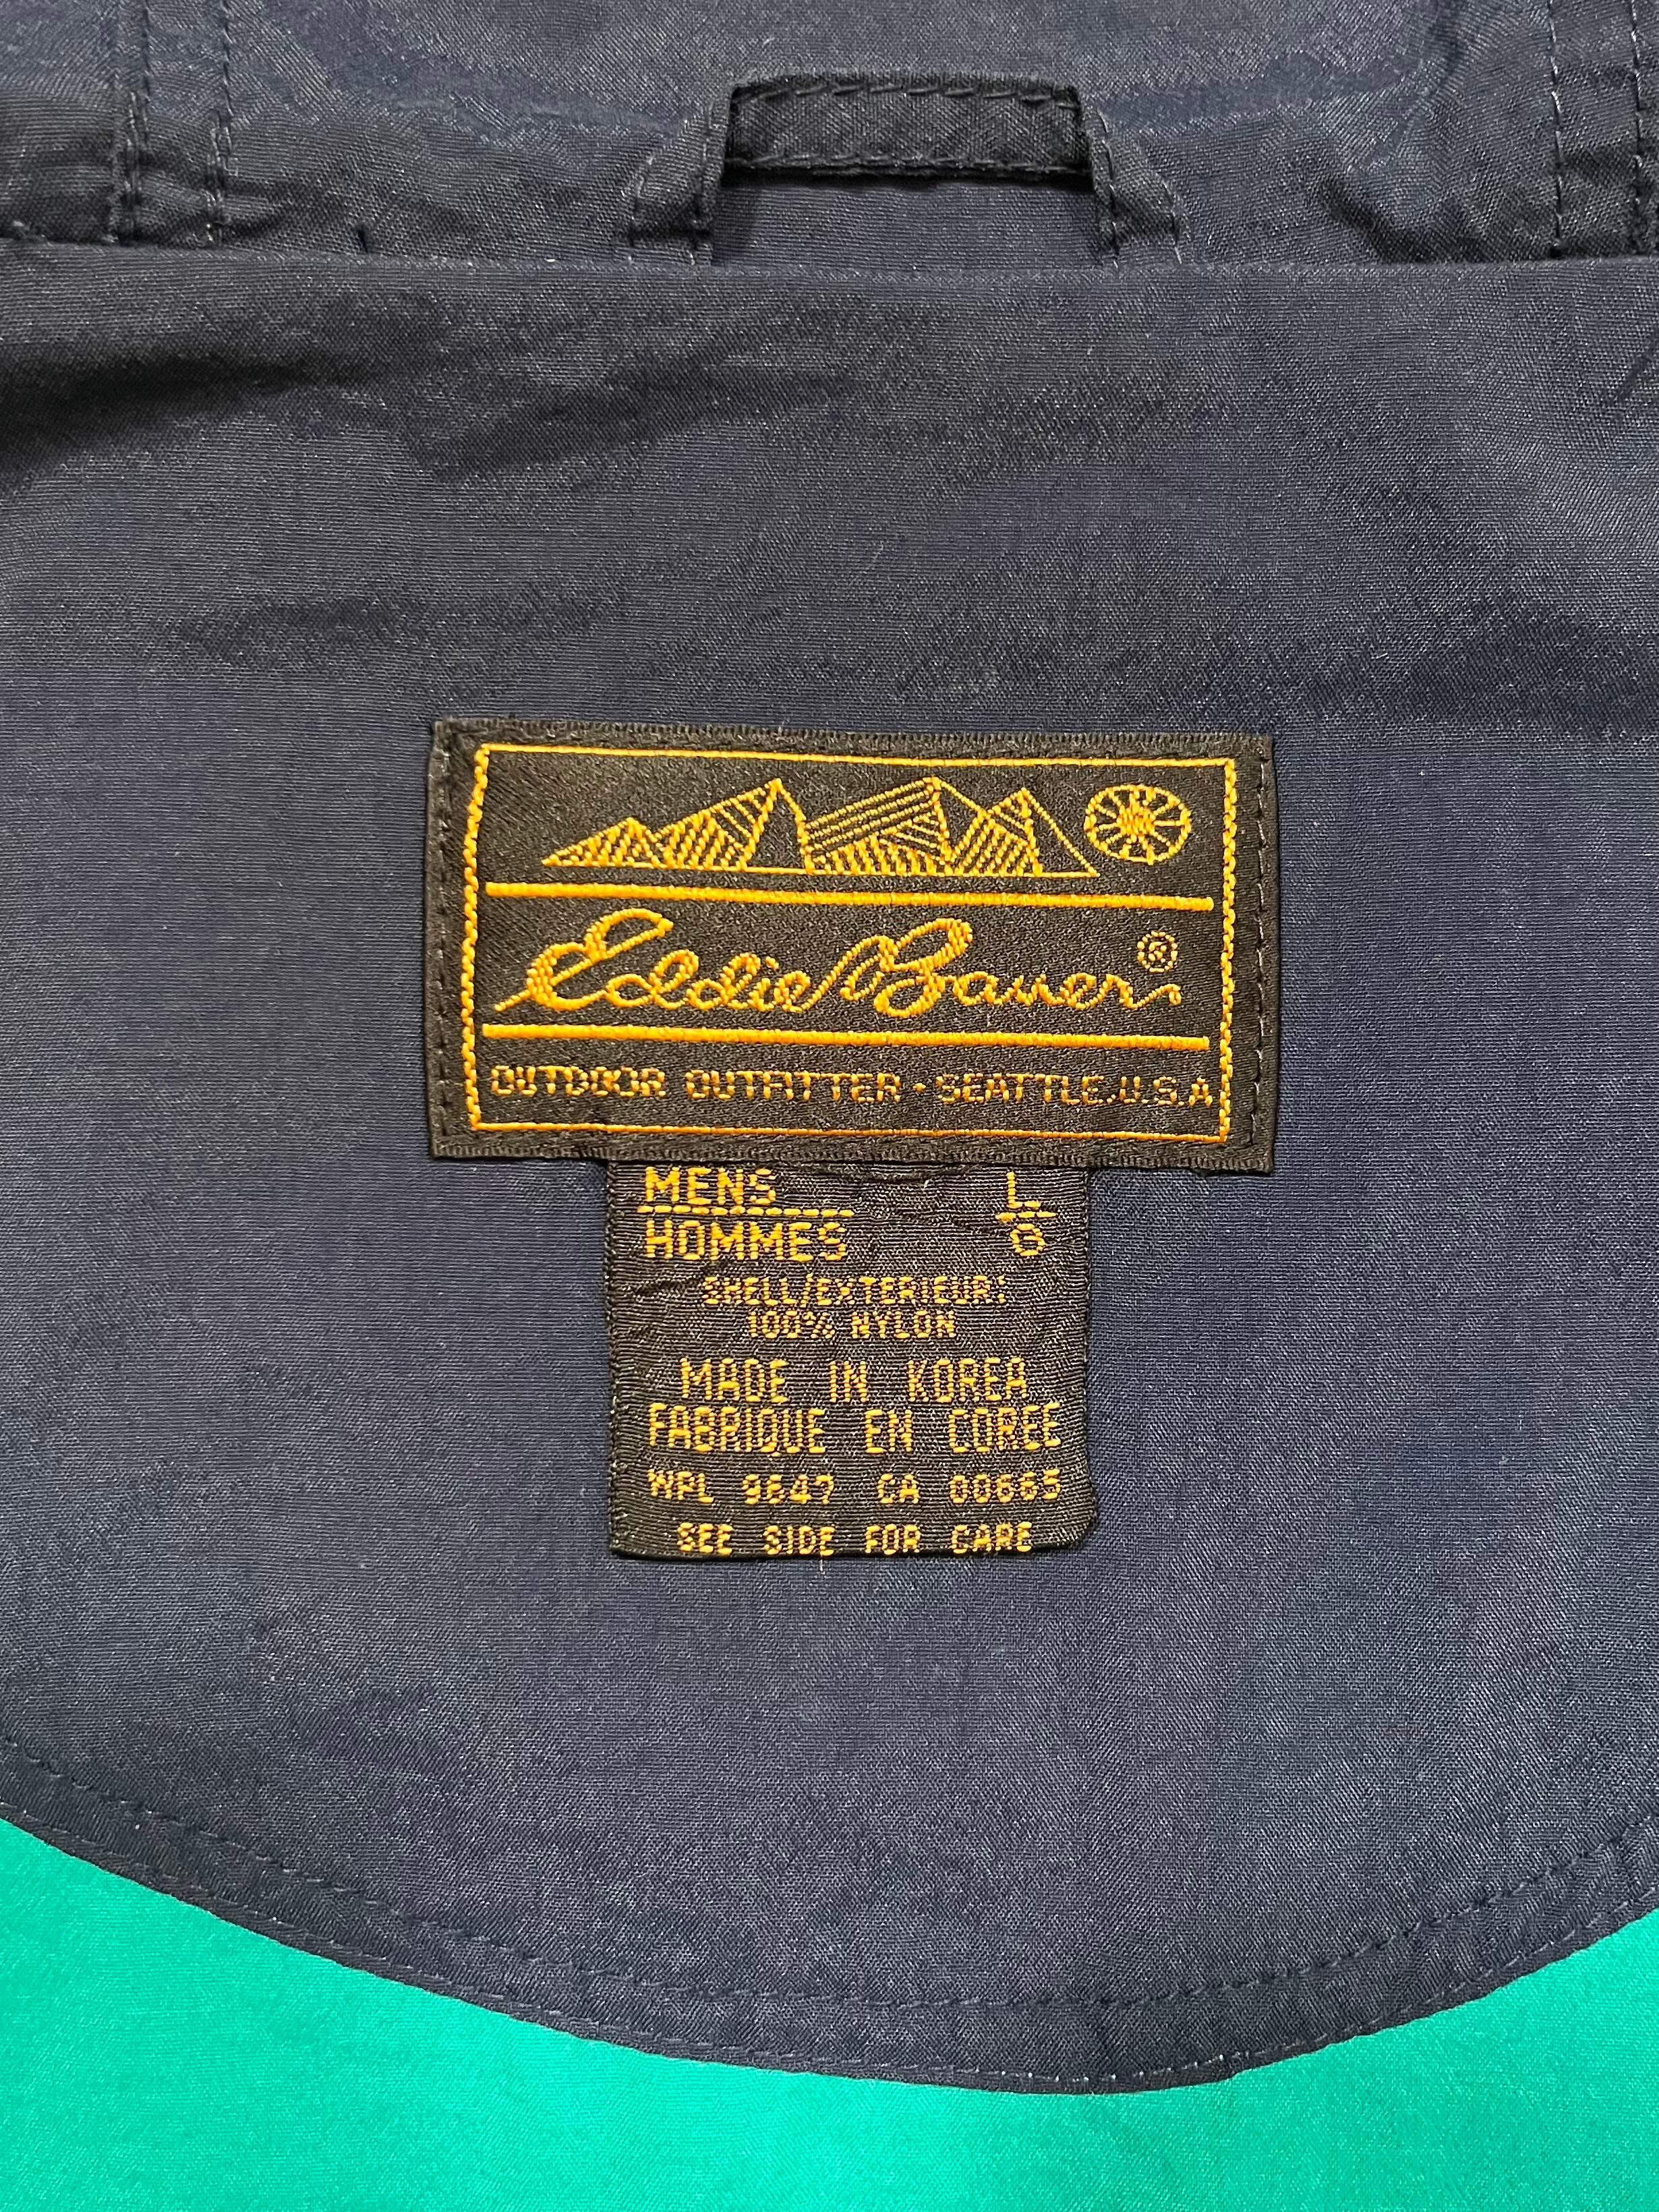 Eddie Bauer®
OUTDOOR OUTFITTER · SEATTLE, U.S.A
MENS L
HOMMES G
SHELL/EXTERIEUR:
100% NYLON
MADE IN KOREA
FABRIQUE EN COREE
WPL 9647 CA 00665
SEE SIDE FOR CARE